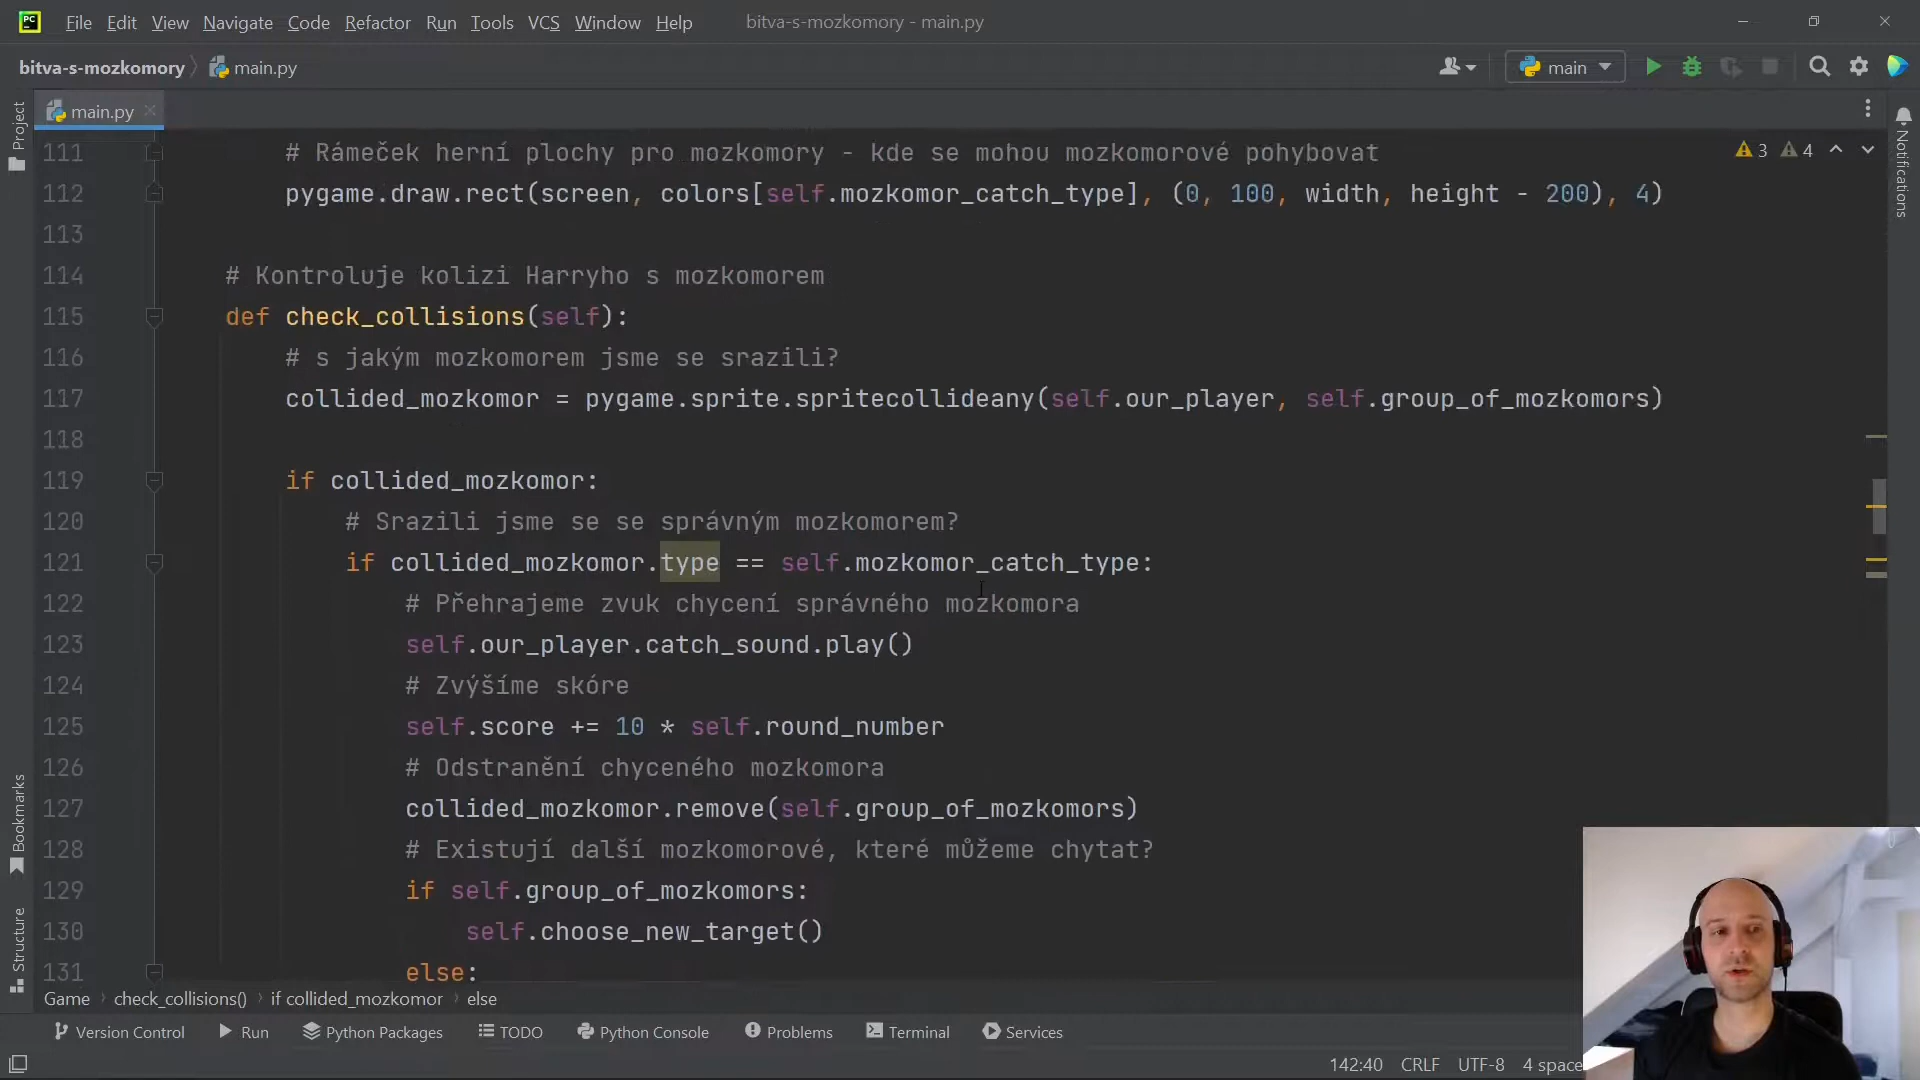 PC File Edit View Navigate Code Refactor Run Tools VCS Window Help bitva-s-mozkomory - main.py
bitva-s-mozkomory main.py main
Project
main.py
Notifications
3 4
111 # Rámeček herní plochy pro mozkomory - kde se mohou mozkomorové pohybovat
112 pygame.draw.rect(screen, colors[self.mozkomor_catch_type], (0, 100, width, height - 200), 4)
113
114 # Kontroluje kolizi Harryho s mozkomorem
115 def check_collisions(self):
116 # s jakým mozkomorem jsme se srazili?
117 collided_mozkomor = pygame.sprite.spritecollideany(self.our_player, self.group_of_mozkomors)
118
119 if collided_mozkomor:
120 # Srazili jsme se se správným mozkomorem?
121 if collided_mozkomor.type == self.mozkomor_catch_type:
122 # Přehrajeme zvuk chycení správného mozkomora
123 self.our_player.catch_sound.play()
124 # Zvýšíme skóre
125 self.score += 10 * self.round_number
126 # Odstranění chyceného mozkomora
127 collided_mozkomor.remove(self.group_of_mozkomors)
128 # Existují další mozkomorové, které můžeme chytat?
129 if self.group_of_mozkomors:
130 self.choose_new_target()
131 else:
Bookmarks
Structure
Game check_collisions() if collided_mozkomor else
Version Control Run Python Packages TODO Python Console Problems Terminal Services
142:40 CRLF UTF-8 4 space